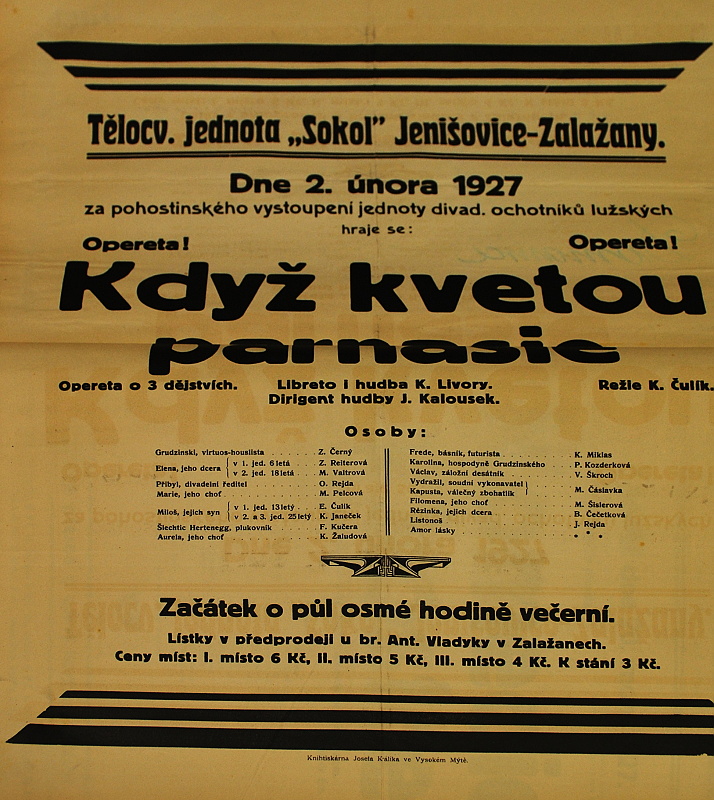 Tělocv. jednota „Sokol” Jenišovice-Zalažany.
Dne 2. února 1927
za pohostinského vystoupení jednoty divad. ochotníků lužských
hraje se:
Opereta! Opereta!
Když kvetou
parnasie
Opereta o 3 dějstvích. Libreto i hudba K. Livory. Režie K. Čulík.
Dirigent hudby J. Kalousek.
Osoby:
Grudzinski, virtuos-houslista . . . . Z. Černý
Elena, jeho dcera { v 1. jed. 6letá . . . Z. Reiterová
v 2. jed. 18letá . . M. Valtrová
Přibyl, divadelní ředitel . . . . O. Rejda
Marie, jeho choť . . . . M. Pelcová
Miloš, jejich syn { v 1. jed. 13letý . . . E. Čulík
v 2. a 3. jed. 25letý K. Janeček
Šlechtic Hertenegg, plukovník . . . F. Kučera
Aurela, jeho choť . . . . K. Žaludová
Frede, básník, futurista . . . . K. Miklas
Karolina, hospodyně Grudzinského . . P. Kozderková
Václav, záložní desátník . . . . V. Škroch
Vydražil, soudní vykonavatel }
Kapusta, válečný zbohatlík } . . . M. Čáslavka
Filomena, jeho choť . . . . M. Šislerová
Rézinka, jejich dcera . . . . B. Čečetková
Listonoš . . . . J. Rejda
Amor lásky . . . . * * *
Začátek o půl osmé hodině večerní.
Lístky v předprodeji u br. Ant. Vladyky v Zalažanech.
Ceny míst: I. místo 6 Kč, II. místo 5 Kč, III. místo 4 Kč. K stání 3 Kč.
Knihtiskárna Josefa Králíka ve Vysokém Mýtě.